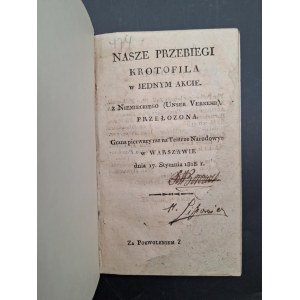 NASZE PRZEBIEGI
KROTOFILA
W JEDNYM AKCIE.
Z NIEMIECKIEGO (UNSER VERKEHR).
PRZEŁOŻONA.
Grana pierwszy raz na Teatrze Narodowym
w WARSZAWIE
dnia 17. Stycznia 1818 r.
ZA POZWOLENIEM